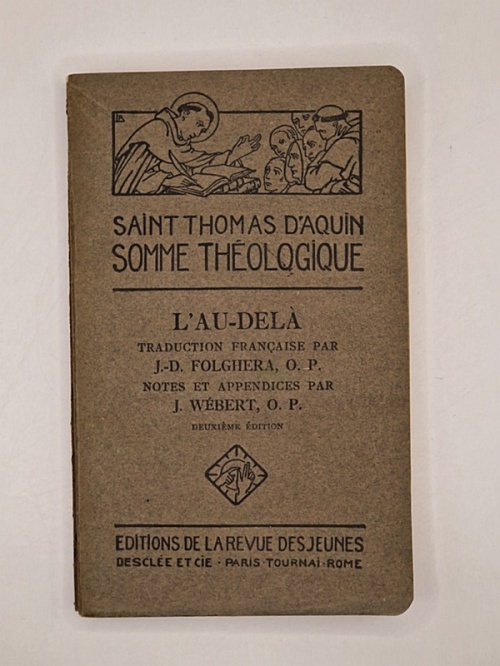 SAINT THOMAS D'AQUIN
SOMME THÉOLOGIQUE
L'AU-DELÀ
TRADUCTION FRANÇAISE PAR
J.-D. FOLGHERA, O. P.
NOTES ET APPENDICES PAR
J. WÉBERT, O. P.
DEUXIÈME ÉDITION
EDITIONS DE LA REVUE DES JEUNES
DESCLÉE ET CIE · PARIS · TOURNAI · ROME